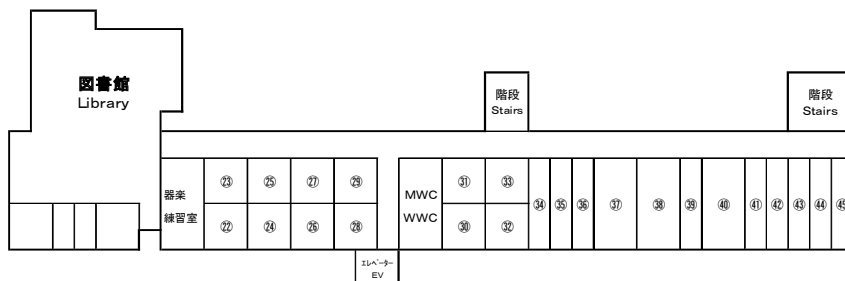 図書館
Library
階段
Stairs
階段
Stairs
器楽
練習室
㉓
㉕
㉗
㉙
㉒
㉔
㉖
㉘
MWC
WWC
㉛
㉝
㉚
㉜
㉞
㉟
㊱
㊲
㊳
㊴
㊵
㊶
㊷
㊸
㊹
㊺
エレベーター
EV